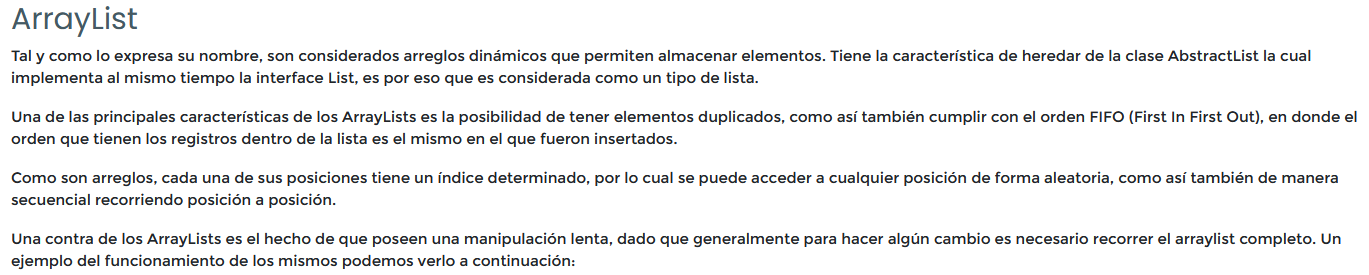 ArrayList
Tal y como lo expresa su nombre, son considerados arreglos dinámicos que permiten almacenar elementos. Tiene la característica de heredar de la clase AbstractList la cual
implementa al mismo tiempo la interface List, es por eso que es considerada como un tipo de lista.
Una de las principales características de los ArrayLists es la posibilidad de tener elementos duplicados, como así también cumplir con el orden FIFO (First In First Out), en donde el
orden que tienen los registros dentro de la lista es el mismo en el que fueron insertados.
Como son arreglos, cada una de sus posiciones tiene un índice determinado, por lo cual se puede acceder a cualquier posición de forma aleatoria, como así también de manera
secuencial recorriendo posición a posición.
Una contra de los ArrayLists es el hecho de que poseen una manipulación lenta, dado que generalmente para hacer algún cambio es necesario recorrer el arraylist completo. Un
ejemplo del funcionamiento de los mismos podemos verlo a continuación: